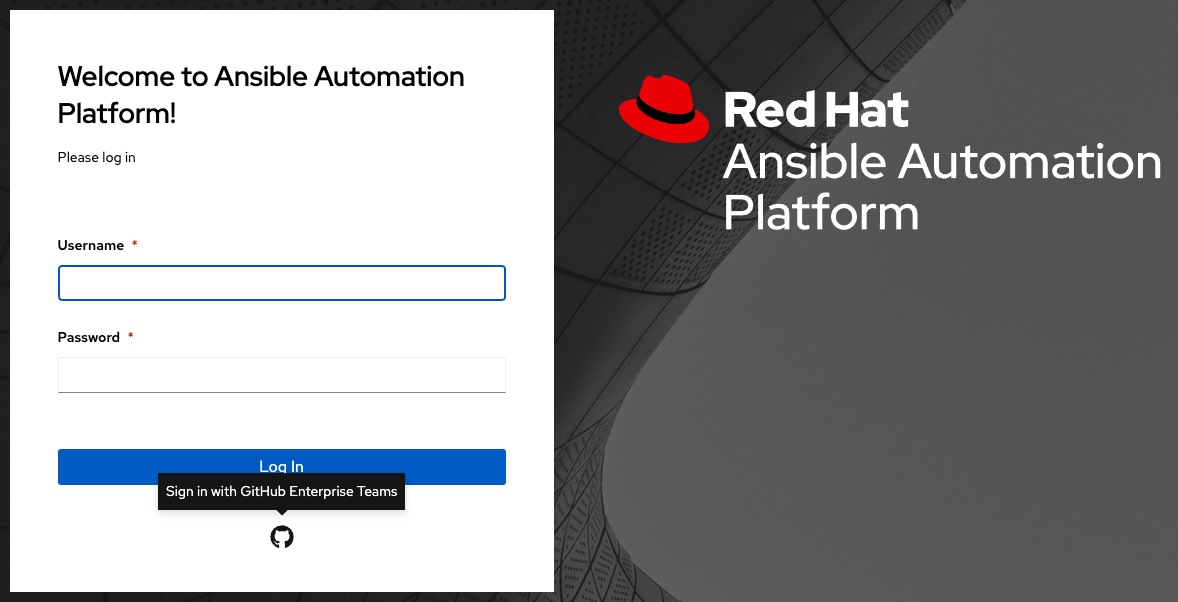 Welcome to Ansible Automation
Platform!
Please log in
Username *
Password *
Log In
Sign in with GitHub Enterprise Teams
Red Hat
Ansible Automation
Platform